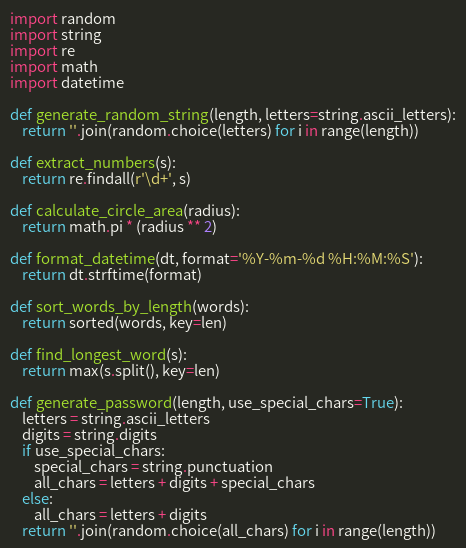 import random
import string
import re
import math
import datetime

def generate_random_string(length, letters=string.ascii_letters):
    return ''.join(random.choice(letters) for i in range(length))

def extract_numbers(s):
    return re.findall(r'\d+', s)

def calculate_circle_area(radius):
    return math.pi * (radius ** 2)

def format_datetime(dt, format='%Y-%m-%d %H:%M:%S'):
    return dt.strftime(format)

def sort_words_by_length(words):
    return sorted(words, key=len)

def find_longest_word(s):
    return max(s.split(), key=len)

def generate_password(length, use_special_chars=True):
    letters = string.ascii_letters
    digits = string.digits
    if use_special_chars:
        special_chars = string.punctuation
        all_chars = letters + digits + special_chars
    else:
        all_chars = letters + digits
    return ''.join(random.choice(all_chars) for i in range(length))